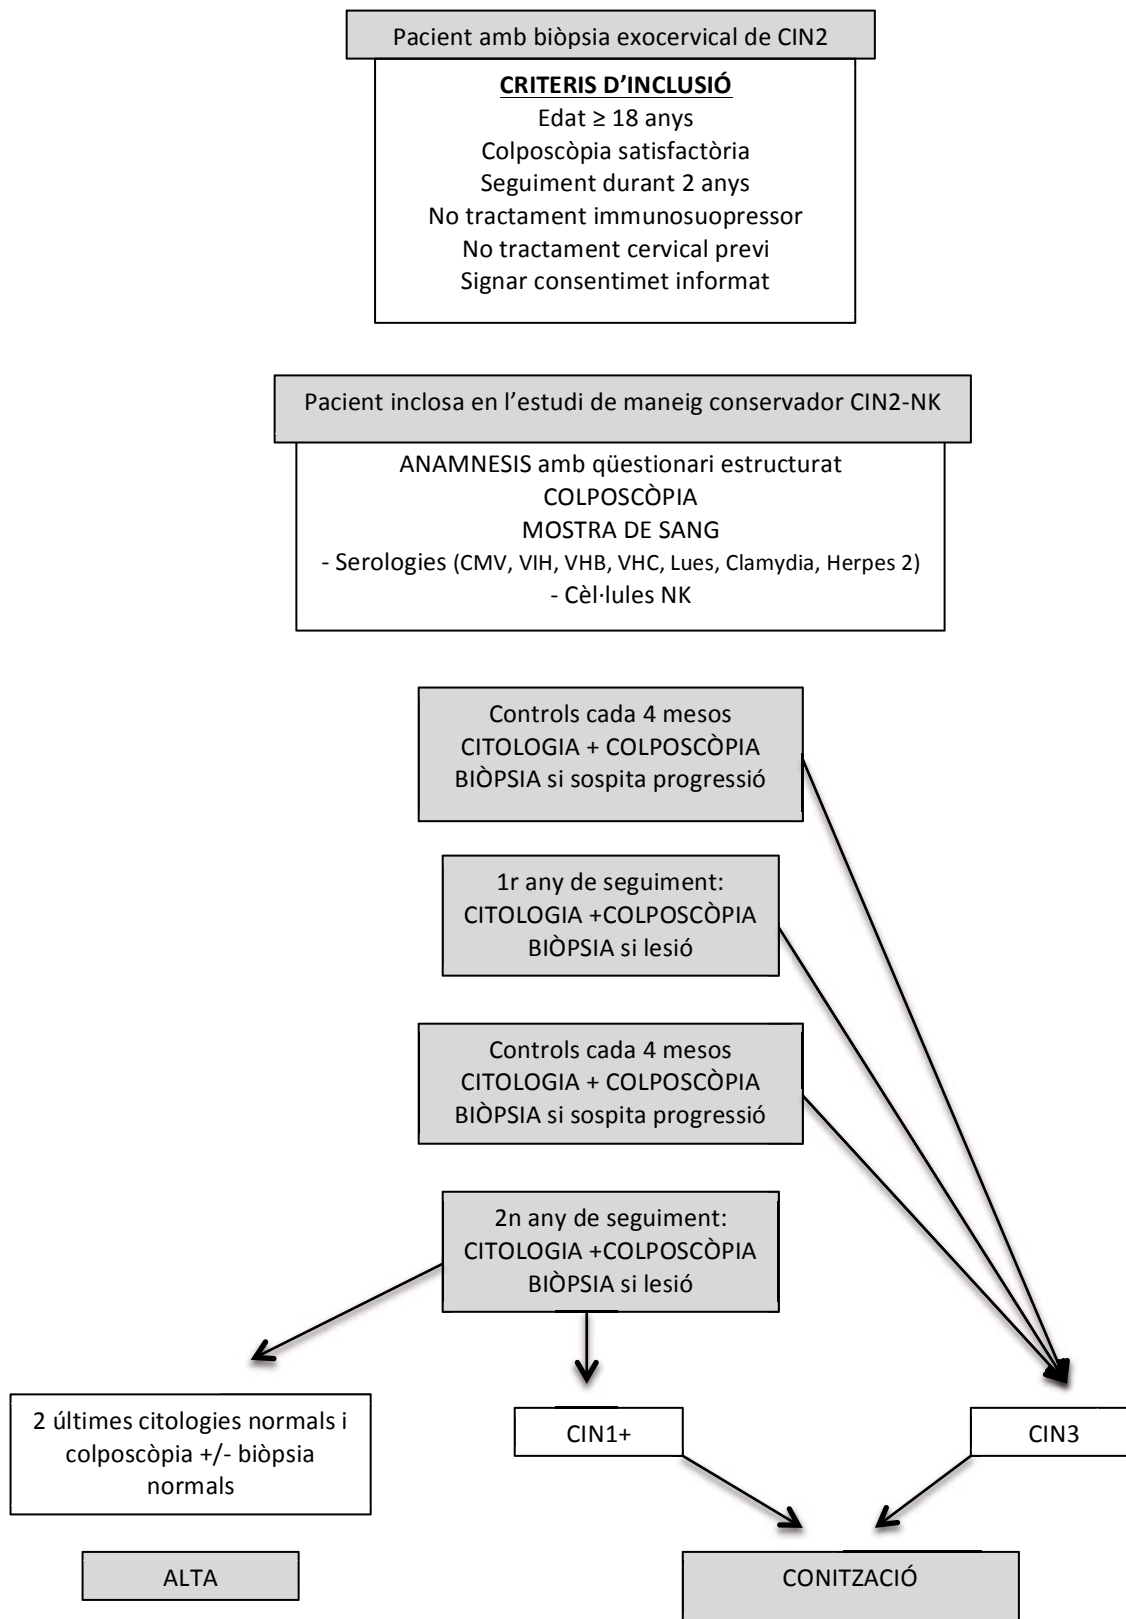 Pacient amb biòpsia exocervical de CIN2
CRITERIS D'INCLUSIÓ
Edat ≥ 18 anys
Colposcòpia satisfactòria
Seguiment durant 2 anys
No tractament immunosuopressor
No tractament cervical previ
Signar consentimet informat
Pacient inclosa en l'estudi de maneig conservador CIN2-NK
ANAMNESIS amb qüestionari estructurat
COLPOSCÒPIA
MOSTRA DE SANG
- Serologies (CMV, VIH, VHB, VHC, Lues, Clamydia, Herpes 2)
- Cèl·lules NK
Controls cada 4 mesos
CITOLOGIA + COLPOSCÒPIA
BIÒPSIA si sospita progressió
1r any de seguiment:
CITOLOGIA +COLPOSCÒPIA
BIÒPSIA si lesió
Controls cada 4 mesos
CITOLOGIA + COLPOSCÒPIA
BIÒPSIA si sospita progressió
2n any de seguiment:
CITOLOGIA +COLPOSCÒPIA
BIÒPSIA si lesió
2 últimes citologies normals i
colposcòpia +/- biòpsia
normals
CIN1+
CIN3
ALTA
CONITZACIÓ